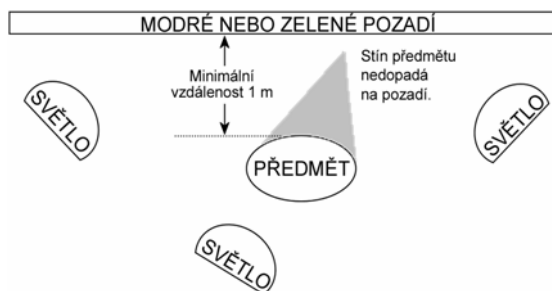 MODRÉ NEBO ZELENÉ POZADÍ
Minimální
vzdálenost 1 m
Stín předmětu
nedopadá
na pozadí.
SVĚTLO
SVĚTLO
PŘEDMĚT
SVĚTLO